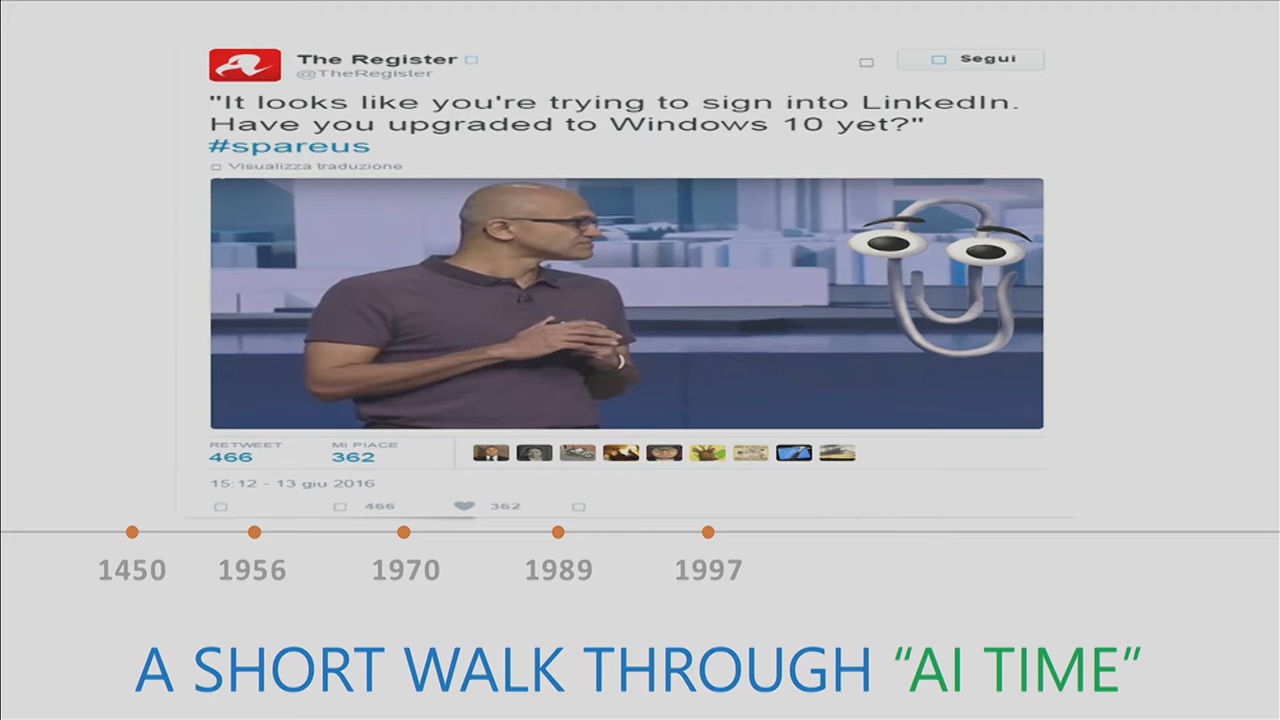 The Register
@TheRegister
Segui
"It looks like you're trying to sign into LinkedIn.
Have you upgraded to Windows 10 yet?"
#spareus
Visualizza traduzione
RETWEET MI PIACE
466 362
15:12 - 13 giu 2016
466 362
1450 1956 1970 1989 1997
A SHORT WALK THROUGH “AI TIME”